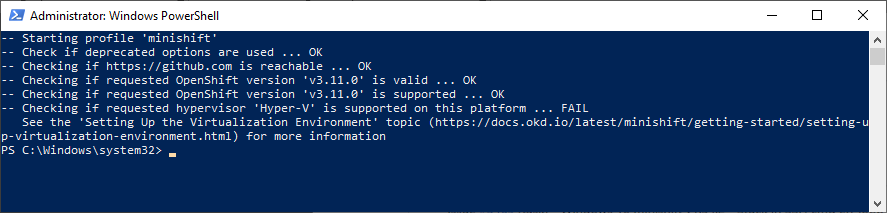 Administrator: Windows PowerShell
-- Starting profile 'minishift'
-- Check if deprecated options are used ... OK
-- Checking if https://github.com is reachable ... OK
-- Checking if requested OpenShift version 'v3.11.0' is valid ... OK
-- Checking if requested OpenShift version 'v3.11.0' is supported ... OK
-- Checking if requested hypervisor 'Hyper-V' is supported on this platform ... FAIL
   See the 'Setting Up the Virtualization Environment' topic (https://docs.okd.io/latest/minishift/getting-started/setting-u
p-virtualization-environment.html) for more information
PS C:\Windows\system32>